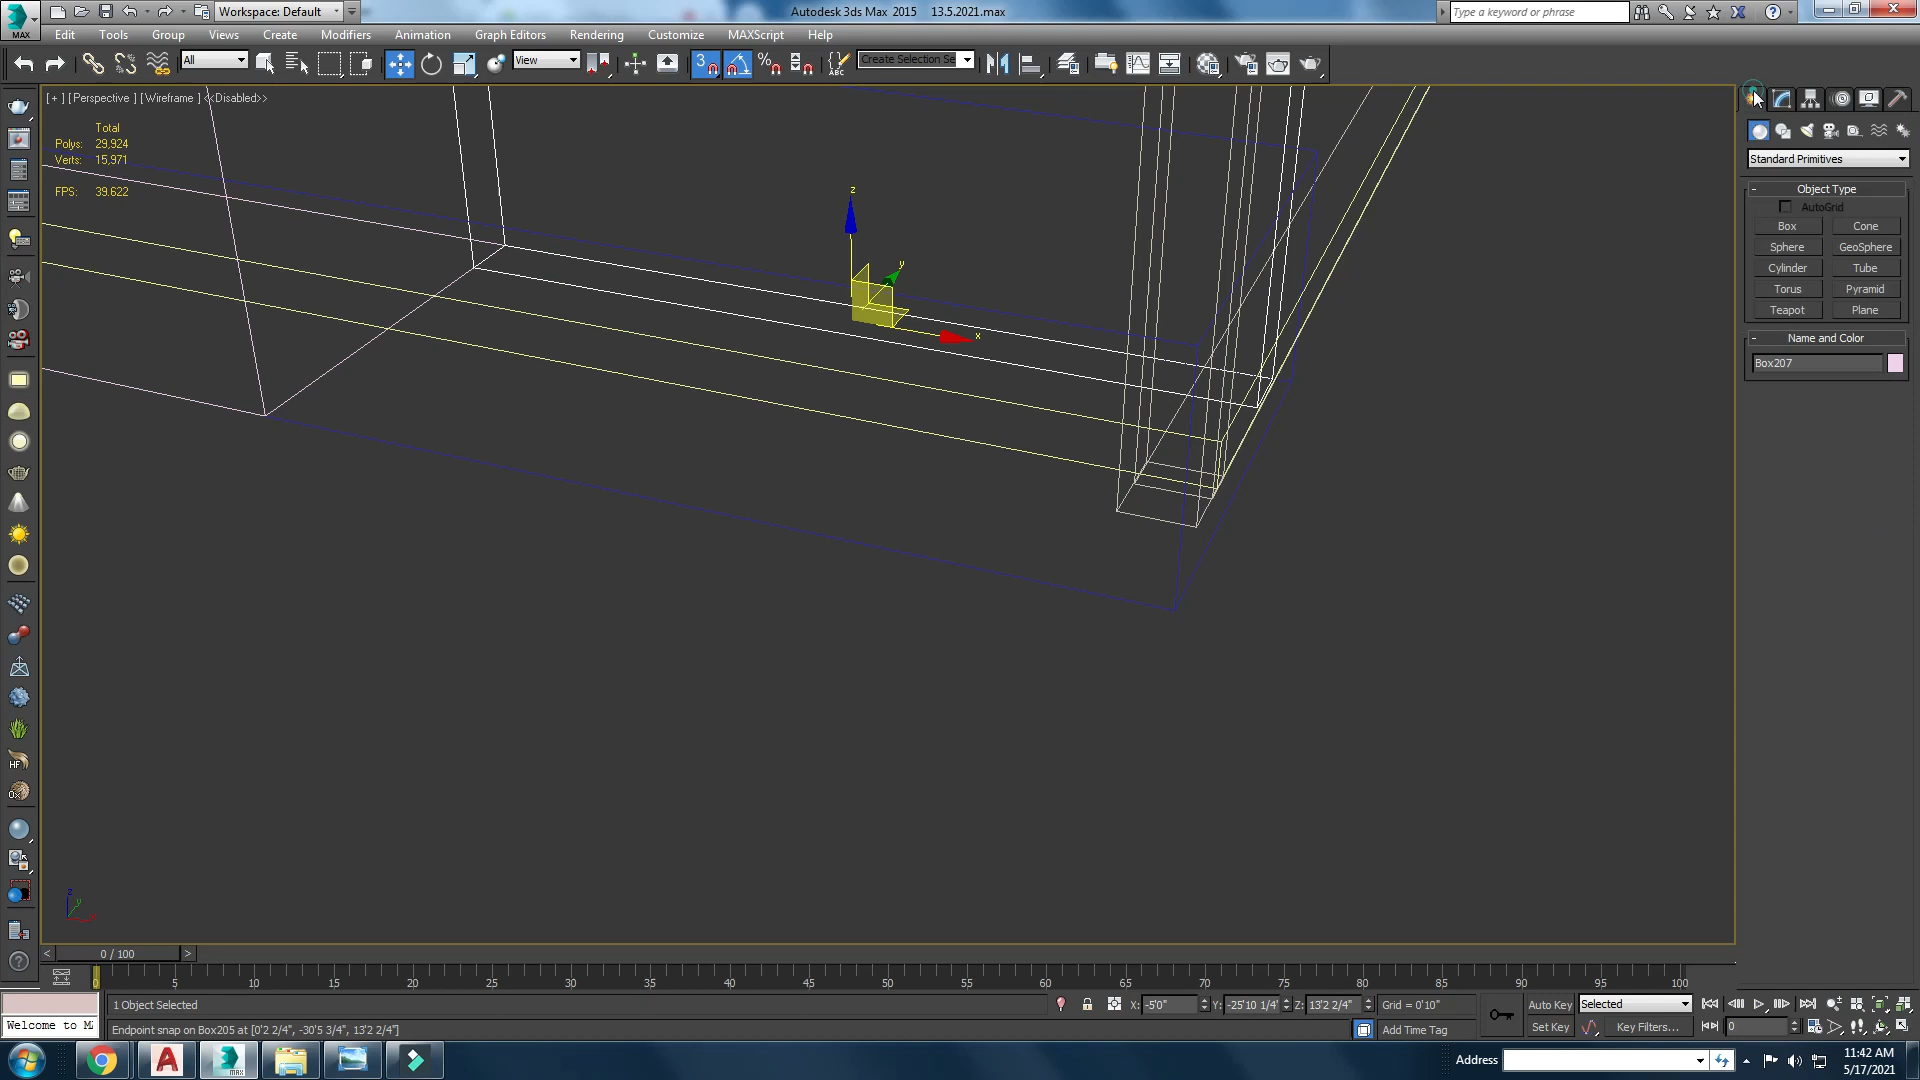 Workspace: Default
Autodesk 3ds Max 2015    13.5.2021.max
Type a keyword or phrase
MAX
Edit Tools Group Views Create Modifiers Animation Graph Editors Rendering Customize MAXScript Help
All
View
3
ABC
Create Selection Se
[ + ] [ Perspective ] [ Wireframe ] <<Disabled>>
Total
Polys: 29,924
Verts: 15,971
FPS: 39.622
z
y
x
Standard Primitives
- Object Type
AutoGrid
Box Cone
Sphere GeoSphere
Cylinder Tube
Torus Pyramid
Teapot Plane
- Name and Color
Box207
HF
z
y
x
< 0 / 100 >
0 5 10 15 20 25 30 35 40 45 50 55 60 65 70 75 80 85 90 95 100
1 Object Selected
X: -5'0" Y: -25'10 1/4' Z: 13'2 2/4" Grid = 0'10"
Auto Key Selected
Welcome to M
Endpoint snap on Box205 at [0'2 2/4", -30'5 3/4", 13'2 2/4"]
Add Time Tag
Set Key Key Filters... 0
Address
11:42 AM
5/17/2021